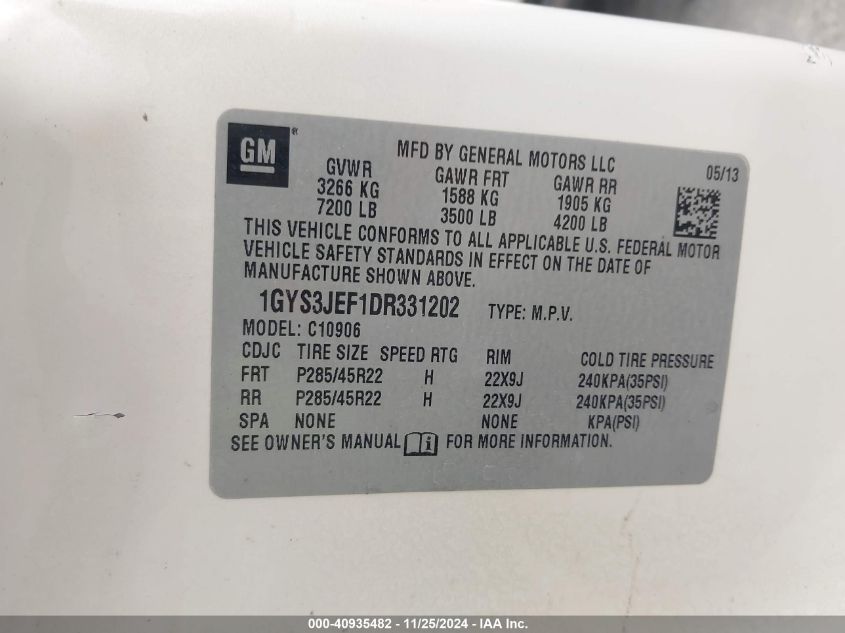 GM ®
MFD BY GENERAL MOTORS LLC
05/13
GVWR GAWR FRT GAWR RR
3266 KG 1588 KG 1905 KG
7200 LB 3500 LB 4200 LB
THIS VEHICLE CONFORMS TO ALL APPLICABLE U.S. FEDERAL MOTOR
VEHICLE SAFETY STANDARDS IN EFFECT ON THE DATE OF
MANUFACTURE SHOWN ABOVE.
1GYS3JEF1DR331202 TYPE: M.P.V.
MODEL: C10906
CDJC TIRE SIZE SPEED RTG RIM COLD TIRE PRESSURE
FRT P285/45R22 H 22X9J 240KPA(35PSI)
RR P285/45R22 H 22X9J 240KPA(35PSI)
SPA NONE NONE KPA(PSI)
SEE OWNER'S MANUAL FOR MORE INFORMATION.
000-40935482 - 11/25/2024 - IAA Inc.